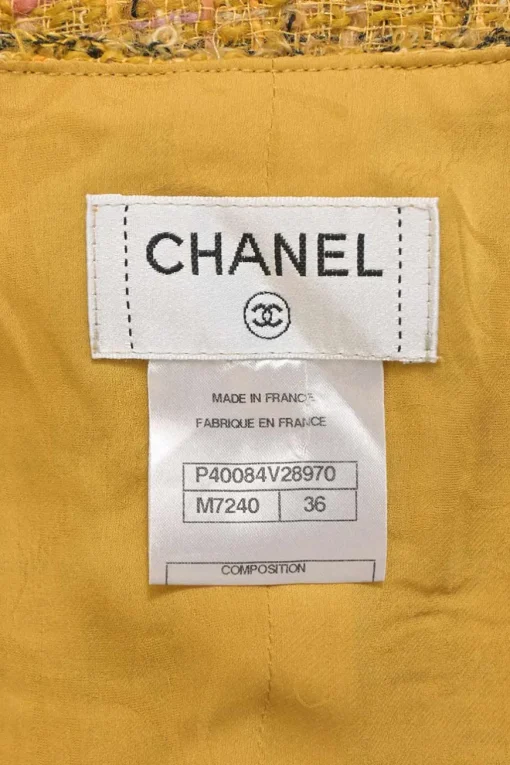 CHANEL
MADE IN FRANCE
FABRIQUE EN FRANCE
P40084V28970
M7240 36
COMPOSITION